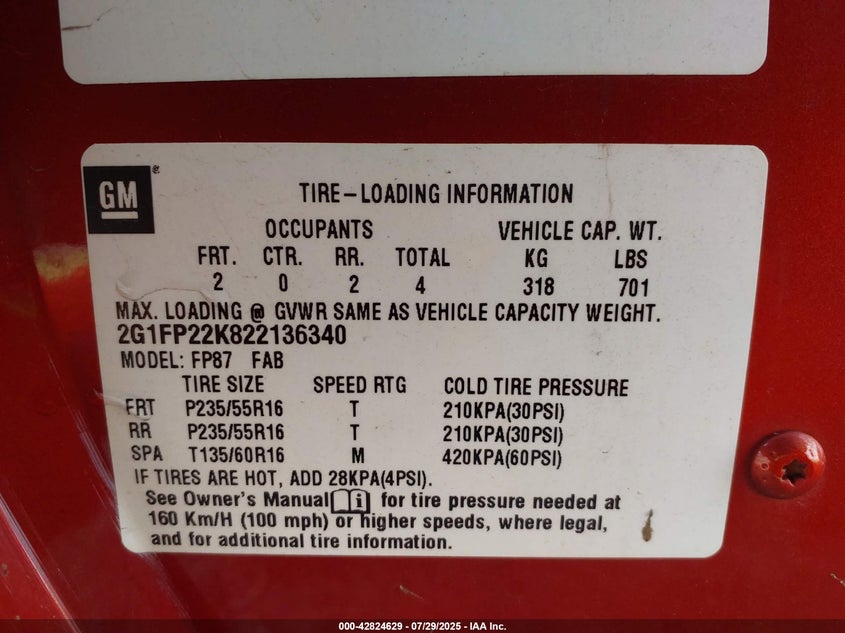 GM ®
TIRE-LOADING INFORMATION
OCCUPANTS VEHICLE CAP. WT.
FRT. CTR. RR. TOTAL KG LBS
2 0 2 4 318 701
MAX. LOADING @ GVWR SAME AS VEHICLE CAPACITY WEIGHT.
2G1FP22K822136340
MODEL: FP87 FAB
TIRE SIZE SPEED RTG COLD TIRE PRESSURE
FRT P235/55R16 T 210KPA(30PSI)
RR P235/55R16 T 210KPA(30PSI)
SPA T135/60R16 M 420KPA(60PSI)
IF TIRES ARE HOT, ADD 28KPA(4PSI).
See Owner's Manual i for tire pressure needed at
160 Km/H (100 mph) or higher speeds, where legal,
and for additional tire information.
000-42824629 - 07/29/2025 - IAA Inc.